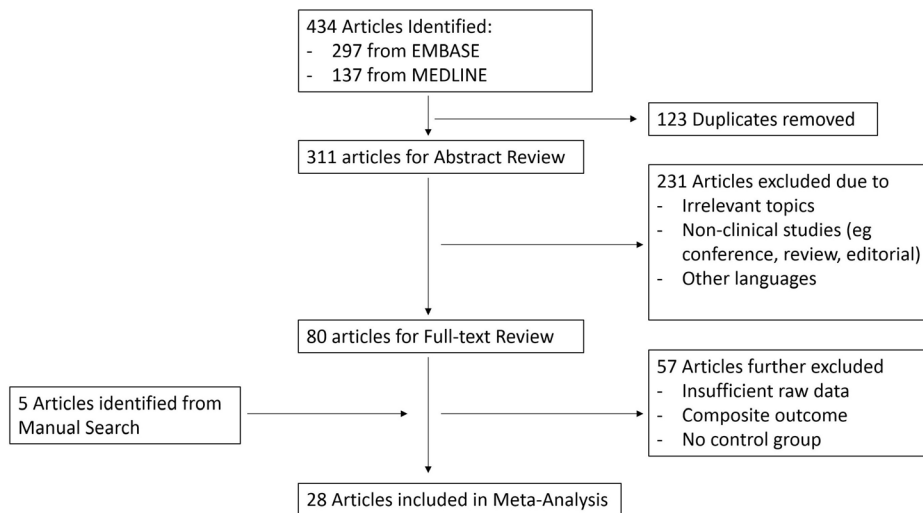 434 Articles Identified:
- 297 from EMBASE
- 137 from MEDLINE
123 Duplicates removed
311 articles for Abstract Review
231 Articles excluded due to
- Irrelevant topics
- Non-clinical studies (eg
conference, review, editorial)
- Other languages
80 articles for Full-text Review
57 Articles further excluded
- Insufficient raw data
- Composite outcome
- No control group
5 Articles identified from
Manual Search
28 Articles included in Meta-Analysis